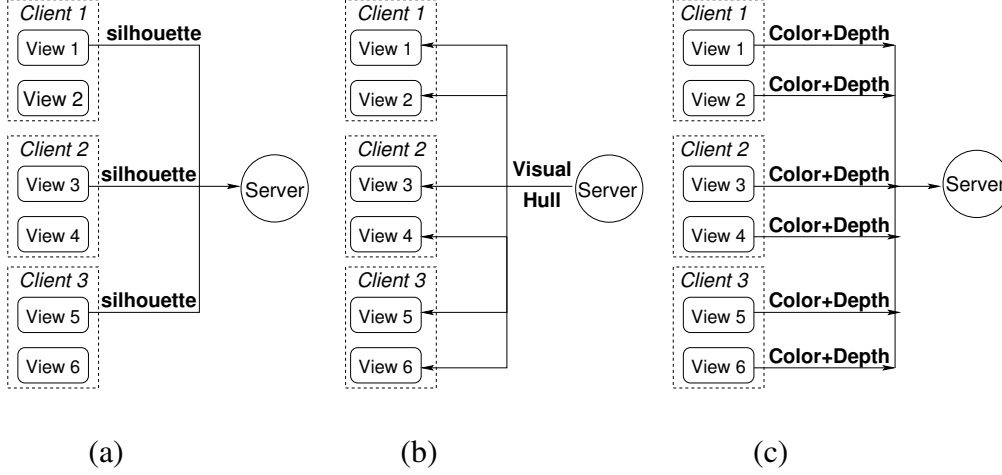 Client 1
View 1
silhouette
View 2
Client 2
View 3
silhouette
View 4
Client 3
View 5
silhouette
View 6
Server
(a)
Client 1
View 1
View 2
Client 2
View 3
View 4
Client 3
View 5
View 6
Visual
Hull
Server
(b)
Client 1
View 1
Color+Depth
View 2
Color+Depth
Client 2
View 3
Color+Depth
View 4
Color+Depth
Client 3
View 5
Color+Depth
View 6
Color+Depth
Server
(c)